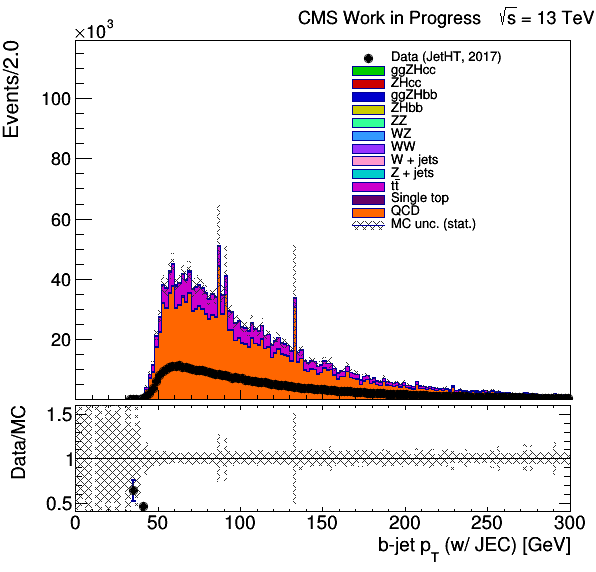 CMS Work in Progress √s = 13 TeV
×10³
Events/2.0
100
80
60
40
20
Data (JetHT, 2017)
ggZHcc
ZHcc
ggZHbb
ZHbb
ZZ
WZ
WW
W + jets
Z + jets
tt̄
Single top
QCD
MC unc. (stat.)
Data/MC
1.5
1
0.5
0 50 100 150 200 250 300
b-jet p_T (w/ JEC) [GeV]